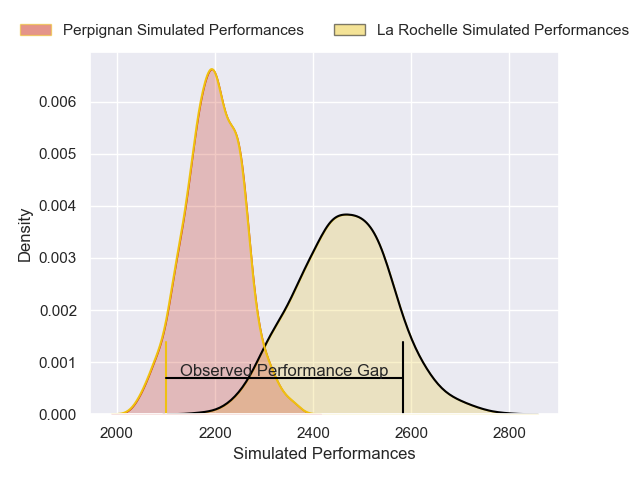 Perpignan Simulated Performances
La Rochelle Simulated Performances
0.006
0.005
0.004
0.003
0.002
0.001
0.000
Density
Observed Performance Gap
2000 2200 2400 2600 2800
Simulated Performances